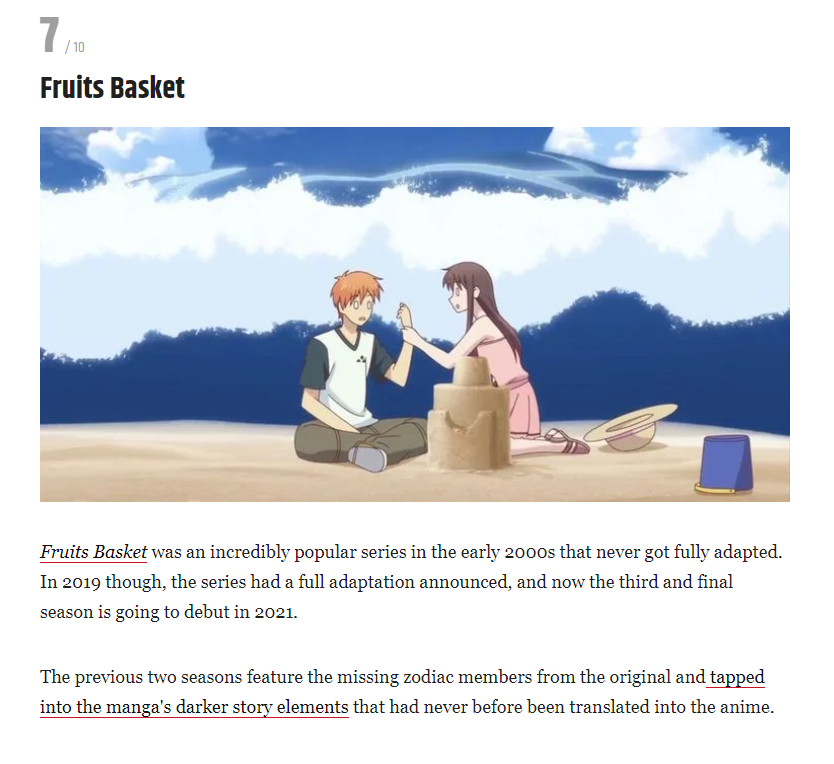 7 / 10
Fruits Basket
Fruits Basket was an incredibly popular series in the early 2000s that never got fully adapted.
In 2019 though, the series had a full adaptation announced, and now the third and final
season is going to debut in 2021.
The previous two seasons feature the missing zodiac members from the original and tapped
into the manga's darker story elements that had never before been translated into the anime.